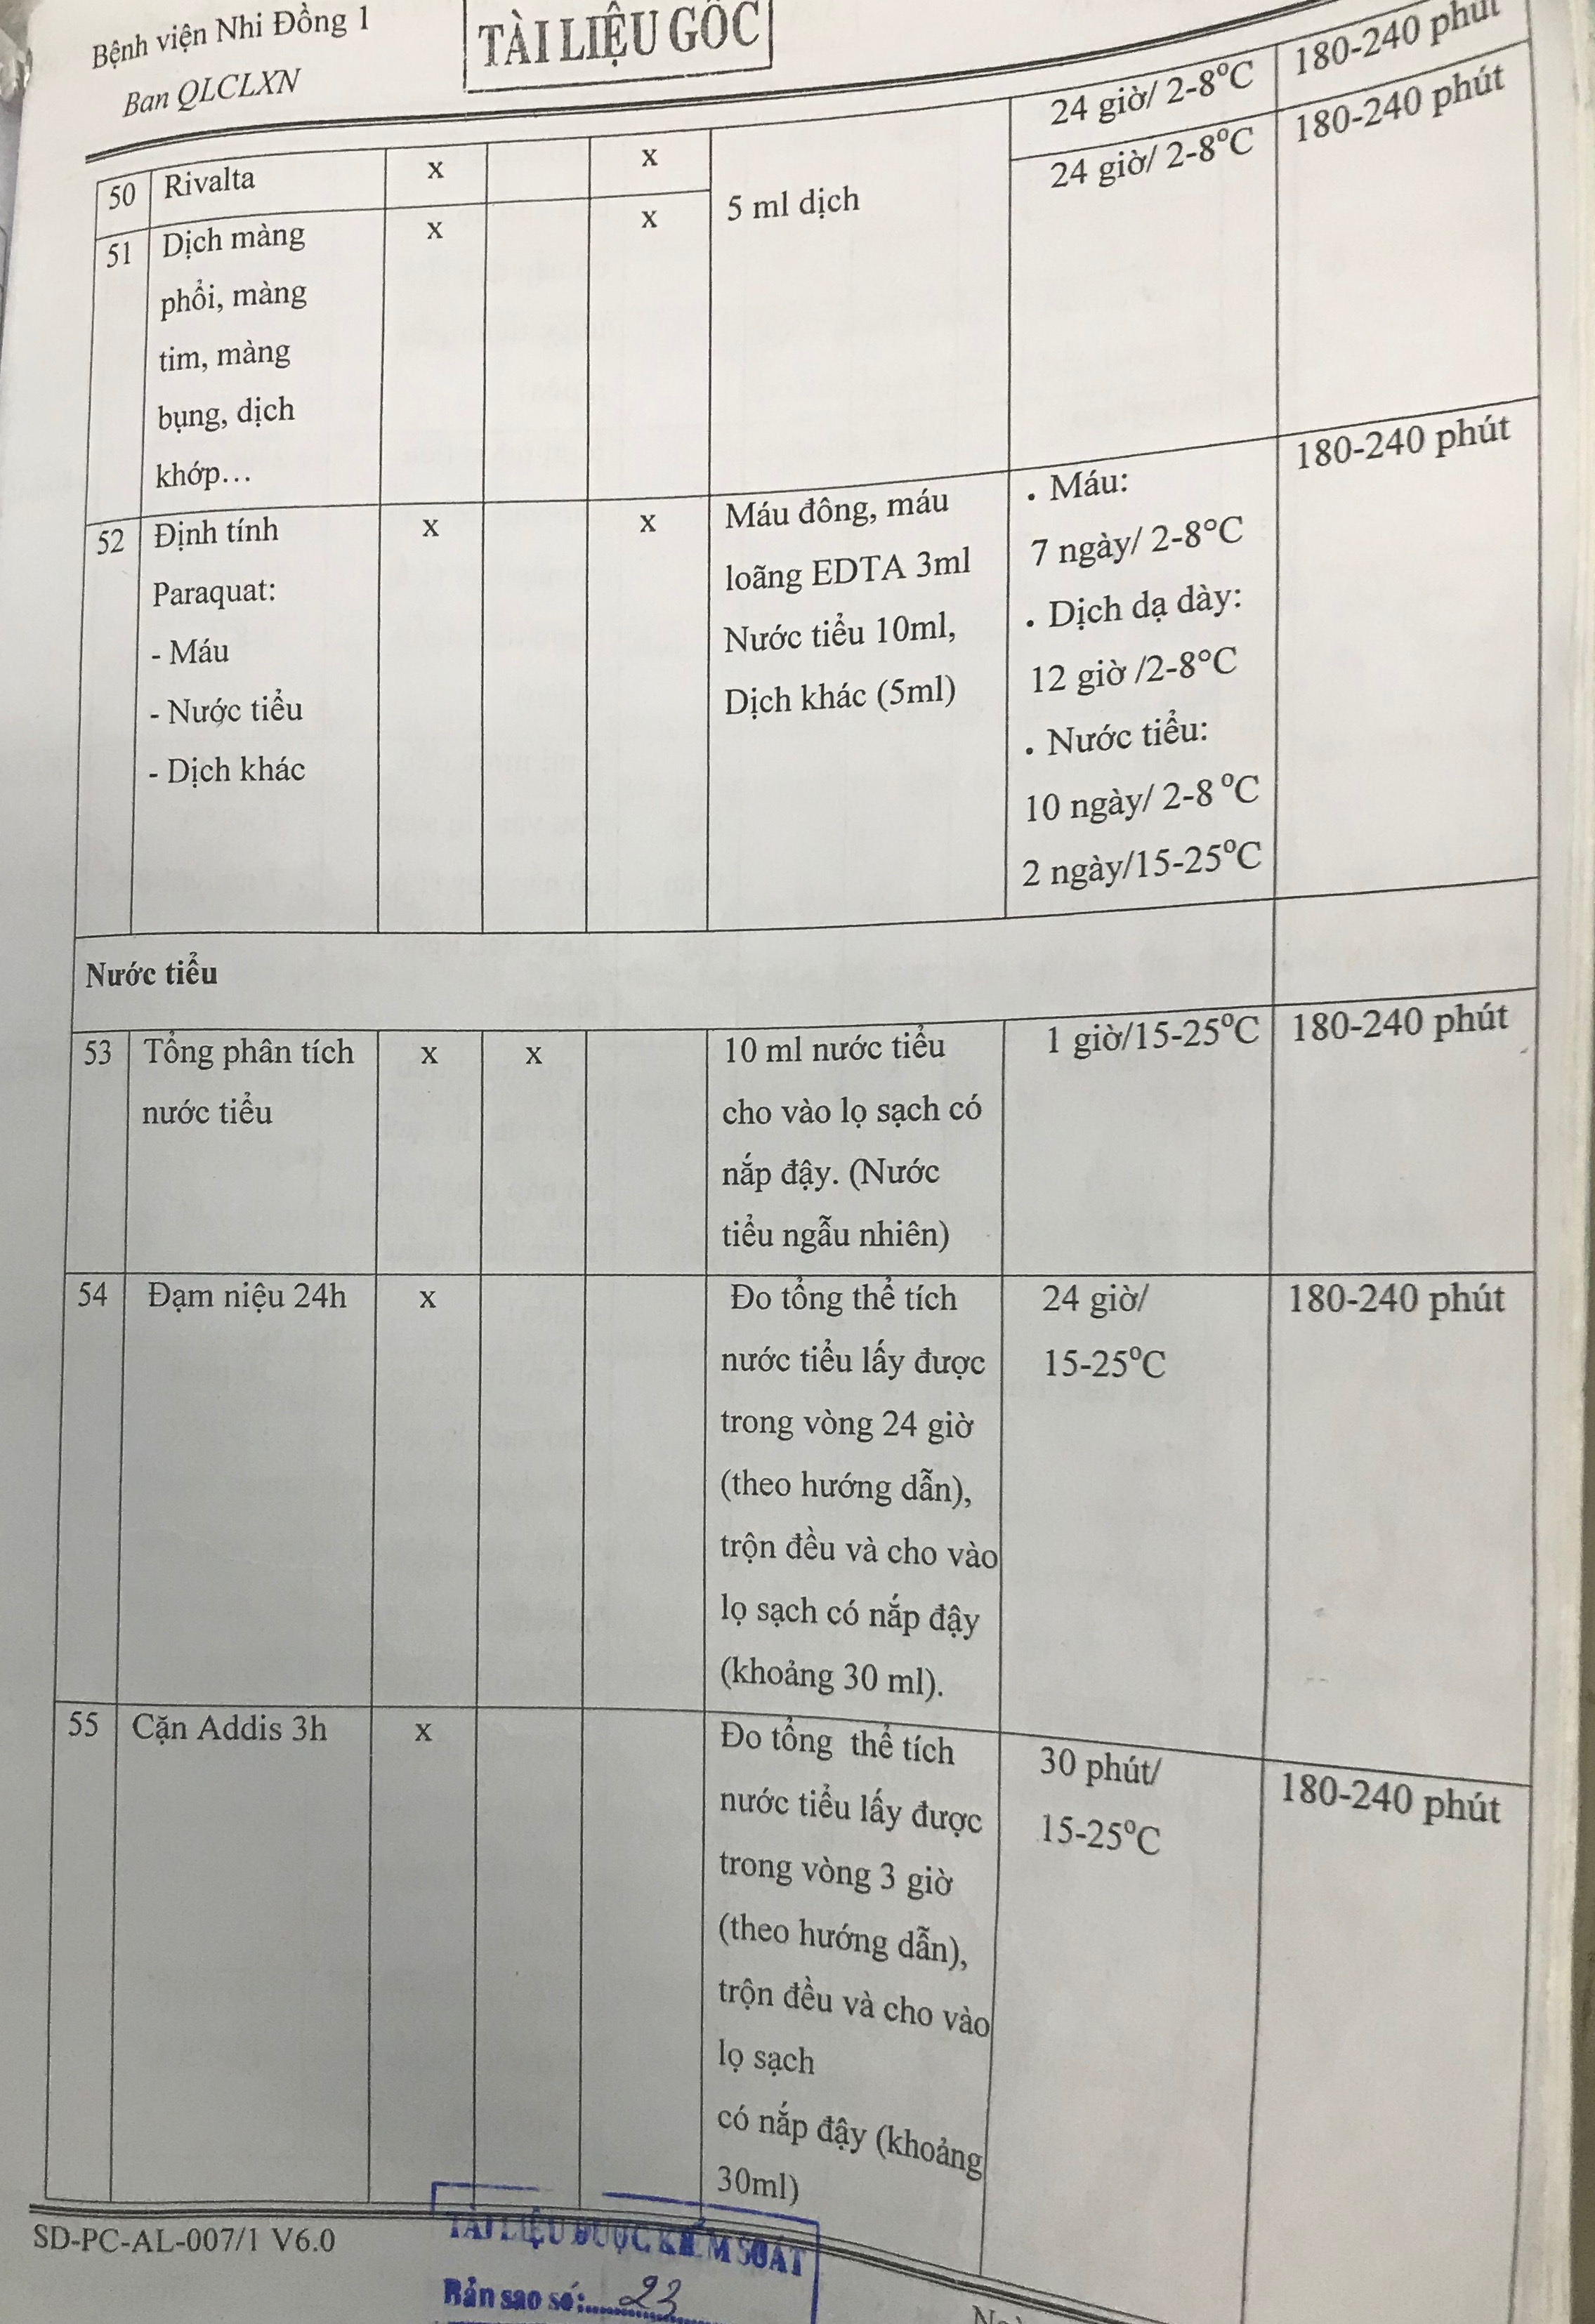 Bệnh viện Nhi Đồng 1
Ban QLCLXN
TÀI LIỆU GỐC
50 Rivalta x x 5 ml dịch 24 giờ/ 2-8°C 180-240 phút
51 Dịch màng x x 24 giờ/ 2-8°C 180-240 phút
phổi, màng
tim, màng
bụng, dịch
khớp...
52 Định tính x x Máu đông, máu . Máu: 180-240 phút
Paraquat: loãng EDTA 3ml 7 ngày/ 2-8°C
- Máu Nước tiểu 10ml, . Dịch dạ dày:
- Nước tiểu Dịch khác (5ml) 12 giờ /2-8°C
- Dịch khác . Nước tiểu:
10 ngày/ 2-8 °C
2 ngày/15-25°C
Nước tiểu
53 Tổng phân tích x x 10 ml nước tiểu 1 giờ/15-25°C 180-240 phút
nước tiểu cho vào lọ sạch có
nắp đậy. (Nước
tiểu ngẫu nhiên)
54 Đạm niệu 24h x Đo tổng thể tích 24 giờ/ 180-240 phút
nước tiểu lấy được 15-25°C
trong vòng 24 giờ
(theo hướng dẫn),
trộn đều và cho vào
lọ sạch có nắp đậy
(khoảng 30 ml).
55 Cặn Addis 3h x Đo tổng thể tích 30 phút/ 180-240 phút
nước tiểu lấy được 15-25°C
trong vòng 3 giờ
(theo hướng dẫn),
trộn đều và cho vào
lọ sạch
có nắp đậy (khoảng
30ml)
SD-PC-AL-007/1 V6.0
TÀI LIỆU ĐƯỢC KIỂM SOÁT
Bản sao số:.....23